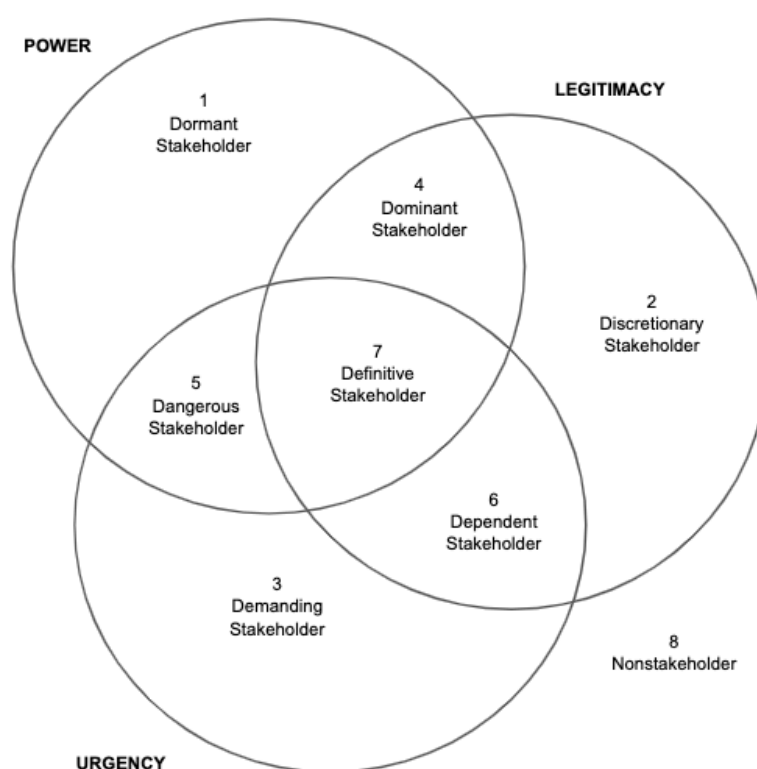 POWER
1
Dormant
Stakeholder
LEGITIMACY
4
Dominant
Stakeholder
2
Discretionary
Stakeholder
7
Definitive
Stakeholder
5
Dangerous
Stakeholder
6
Dependent
Stakeholder
3
Demanding
Stakeholder
8
Nonstakeholder
URGENCY